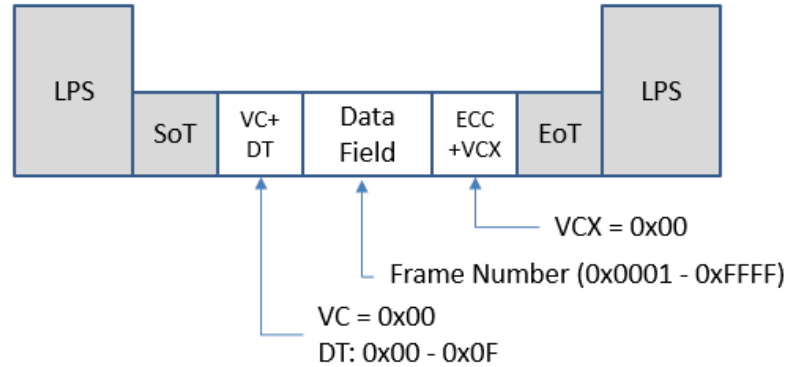 LPS
SoT
VC+
DT
Data
Field
ECC
+VCX
EoT
LPS
VCX = 0x00
Frame Number (0x0001 - 0xFFFF)
VC = 0x00
DT: 0x00 - 0x0F